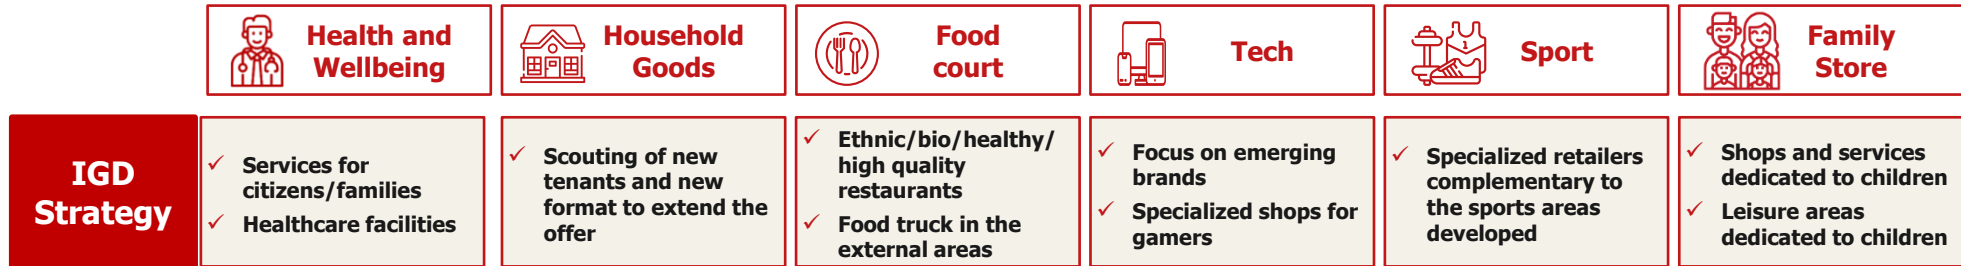 Health and
Wellbeing
Household
Goods
Food
court
Tech
Sport
Family
Store
IGD
Strategy
✓ Services for
citizens/families
✓ Healthcare facilities
✓ Scouting of new
tenants and new
format to extend the
offer
✓ Ethnic/bio/healthy/
high quality
restaurants
✓ Food truck in the
external areas
✓ Focus on emerging
brands
✓ Specialized shops for
gamers
✓ Specialized retailers
complementary to
the sports areas
developed
✓ Shops and services
dedicated to children
✓ Leisure areas
dedicated to children